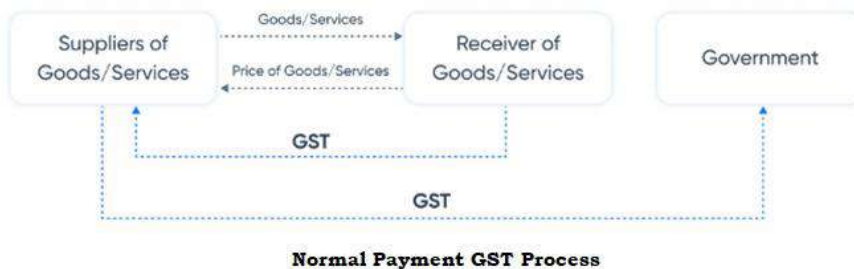 Suppliers of
Goods/Services
Goods/Services
Price of Goods/Services
Receiver of
Goods/Services
Government
GST
GST
Normal Payment GST Process